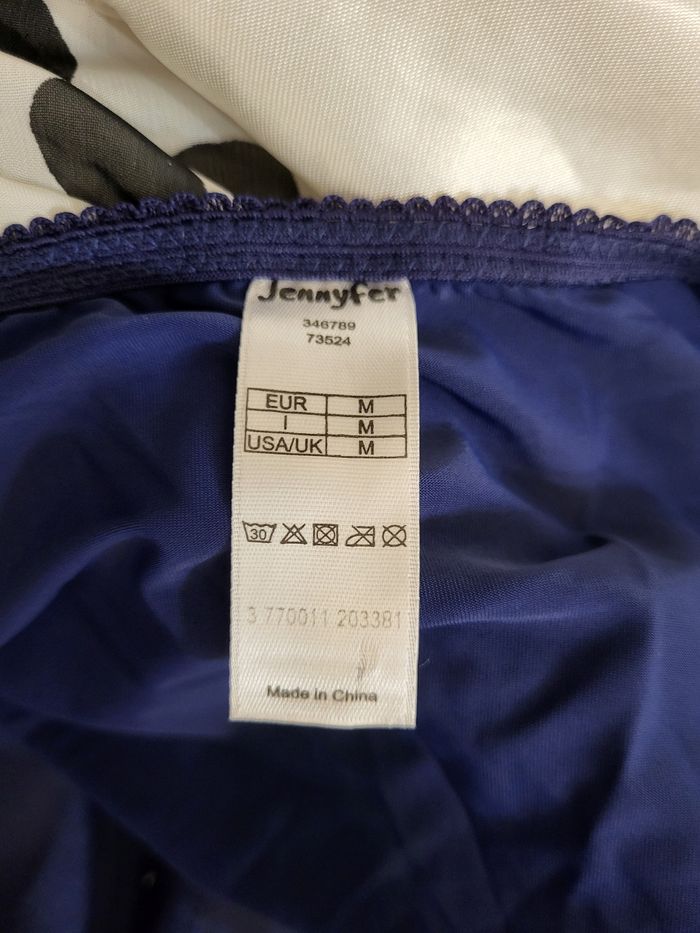 Jennyfer
346789
73524
EUR M
I M
USA/UK M
30
3 770011 203381
Made in China